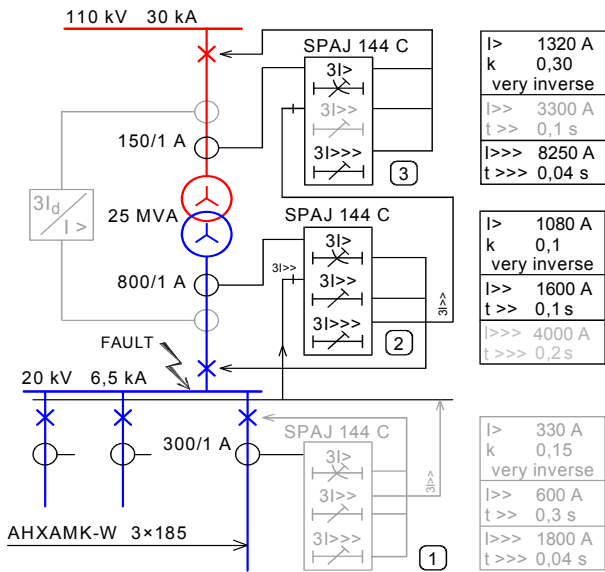 110 kV 30 kA
SPAJ 144 C
3I>
3I>>
3I>>>
3
150/1 A
I> 1320 A
k 0,30
very inverse
I>> 3300 A
t >> 0,1 s
I>>> 8250 A
t >>> 0,04 s
3Id/I >
25 MVA
SPAJ 144 C
3I>>
3I>
3I>>
3I>>>
3I>>
2
800/1 A
I> 1080 A
k 0,1
very inverse
I>> 1600 A
t >> 0,1 s
I>>> 4000 A
t >>> 0,2 s
FAULT
20 kV 6,5 kA
SPAJ 144 C
3I>
3I>>
3I>>>
3I>>
1
300/1 A
I> 330 A
k 0,15
very inverse
I>> 600 A
t >> 0,3 s
I>>> 1800 A
t >>> 0,04 s
AHXAMK-W 3×185